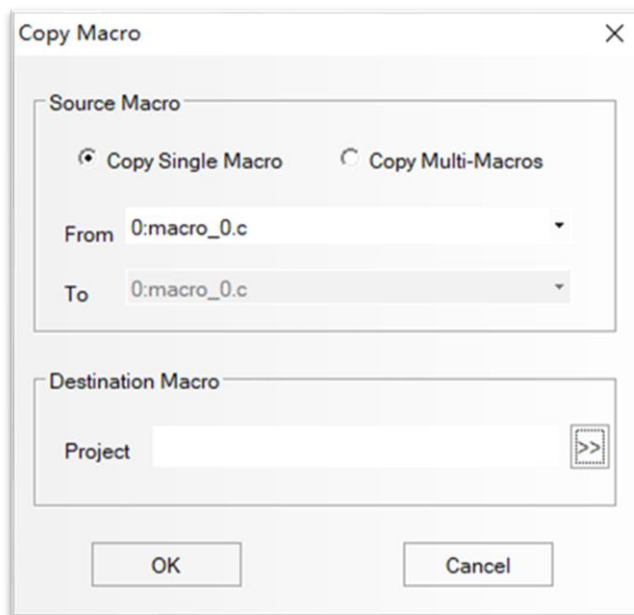 Copy Macro
Source Macro
Copy Single Macro Copy Multi-Macros
From 0:macro_0.c
To 0:macro_0.c
Destination Macro
Project >>
OK Cancel